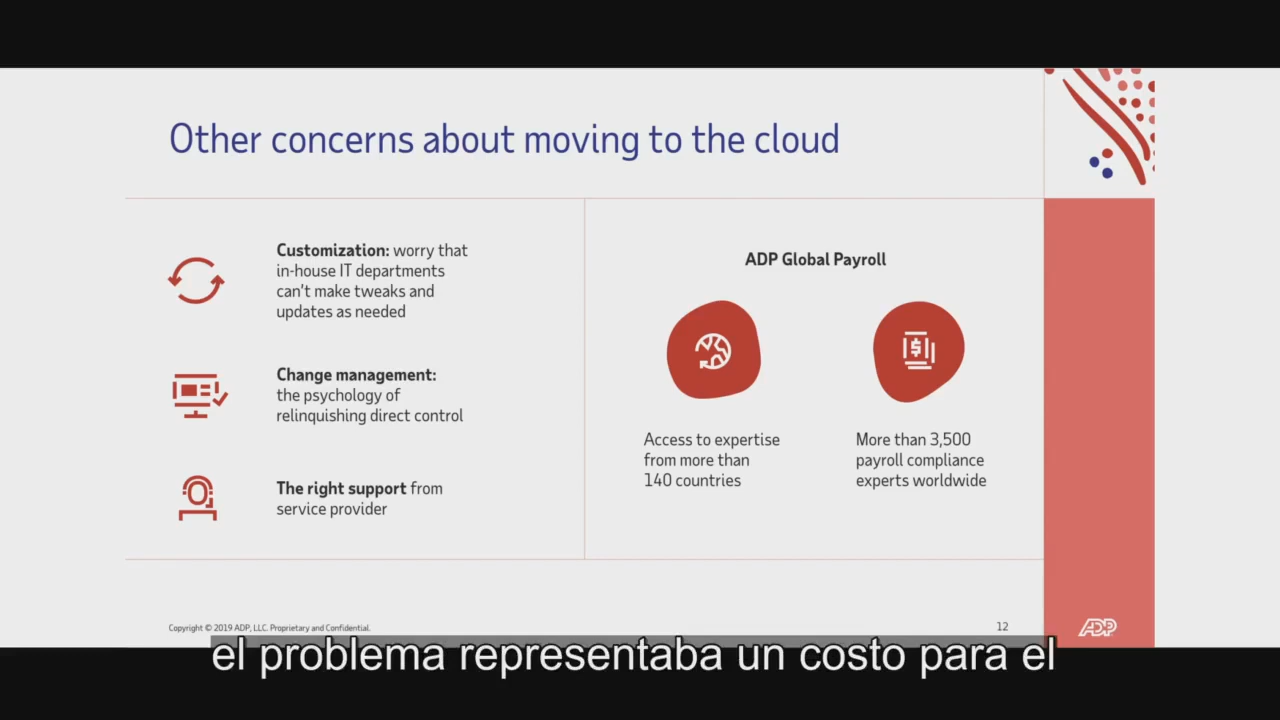 Other concerns about moving to the cloud
Customization: worry that
in-house IT departments
can't make tweaks and
updates as needed
Change management:
the psychology of
relinquishing direct control
The right support from
service provider
ADP Global Payroll
Access to expertise
from more than
140 countries
More than 3,500
payroll compliance
experts worldwide
Copyright © 2019 ADP, LLC. Proprietary and Confidential.
12
ADP
el problema representaba un costo para el